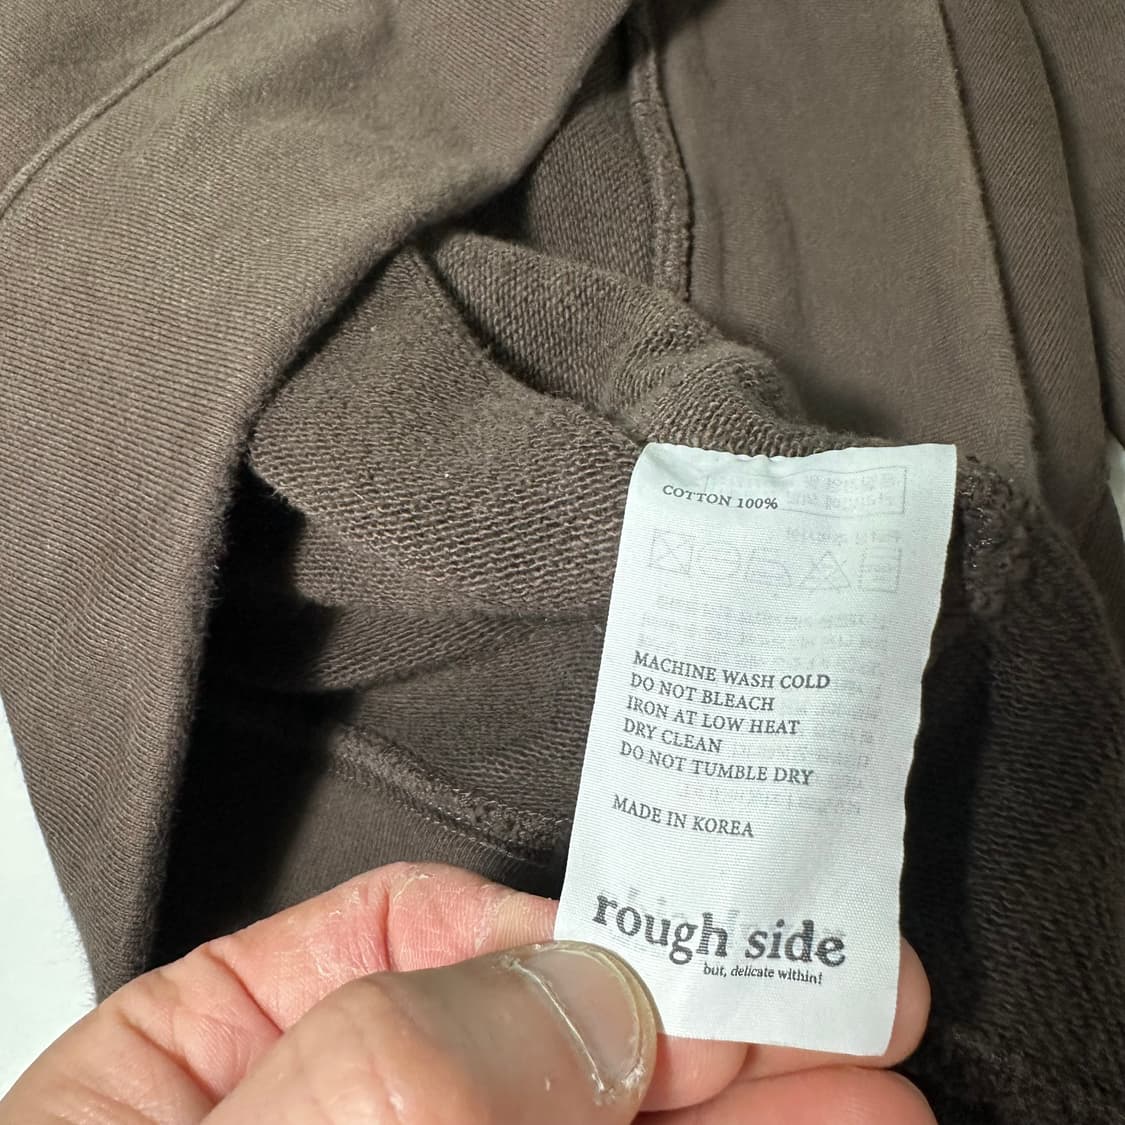 COTTON 100%
MACHINE WASH COLD
DO NOT BLEACH
IRON AT LOW HEAT
DRY CLEAN
DO NOT TUMBLE DRY
MADE IN KOREA
rough side
but, delicate within!